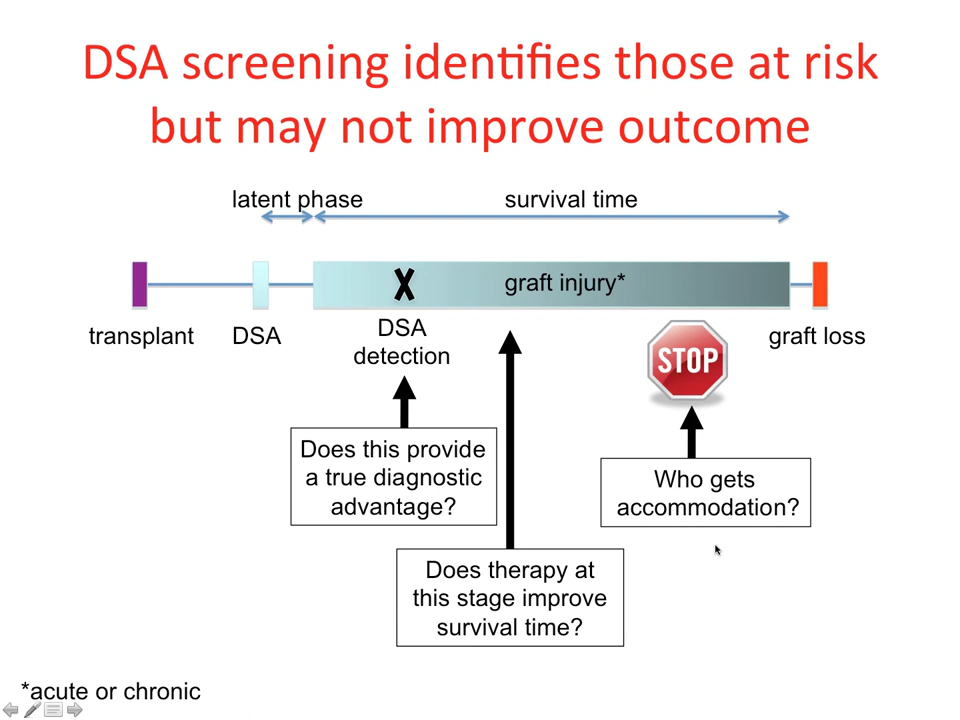 DSA screening identifies those at risk
but may not improve outcome
latent phase
survival time
graft injury*
transplant
DSA
DSA
detection
STOP
graft loss
Does this provide
a true diagnostic
advantage?
Who gets
accommodation?
Does therapy at
this stage improve
survival time?
*acute or chronic